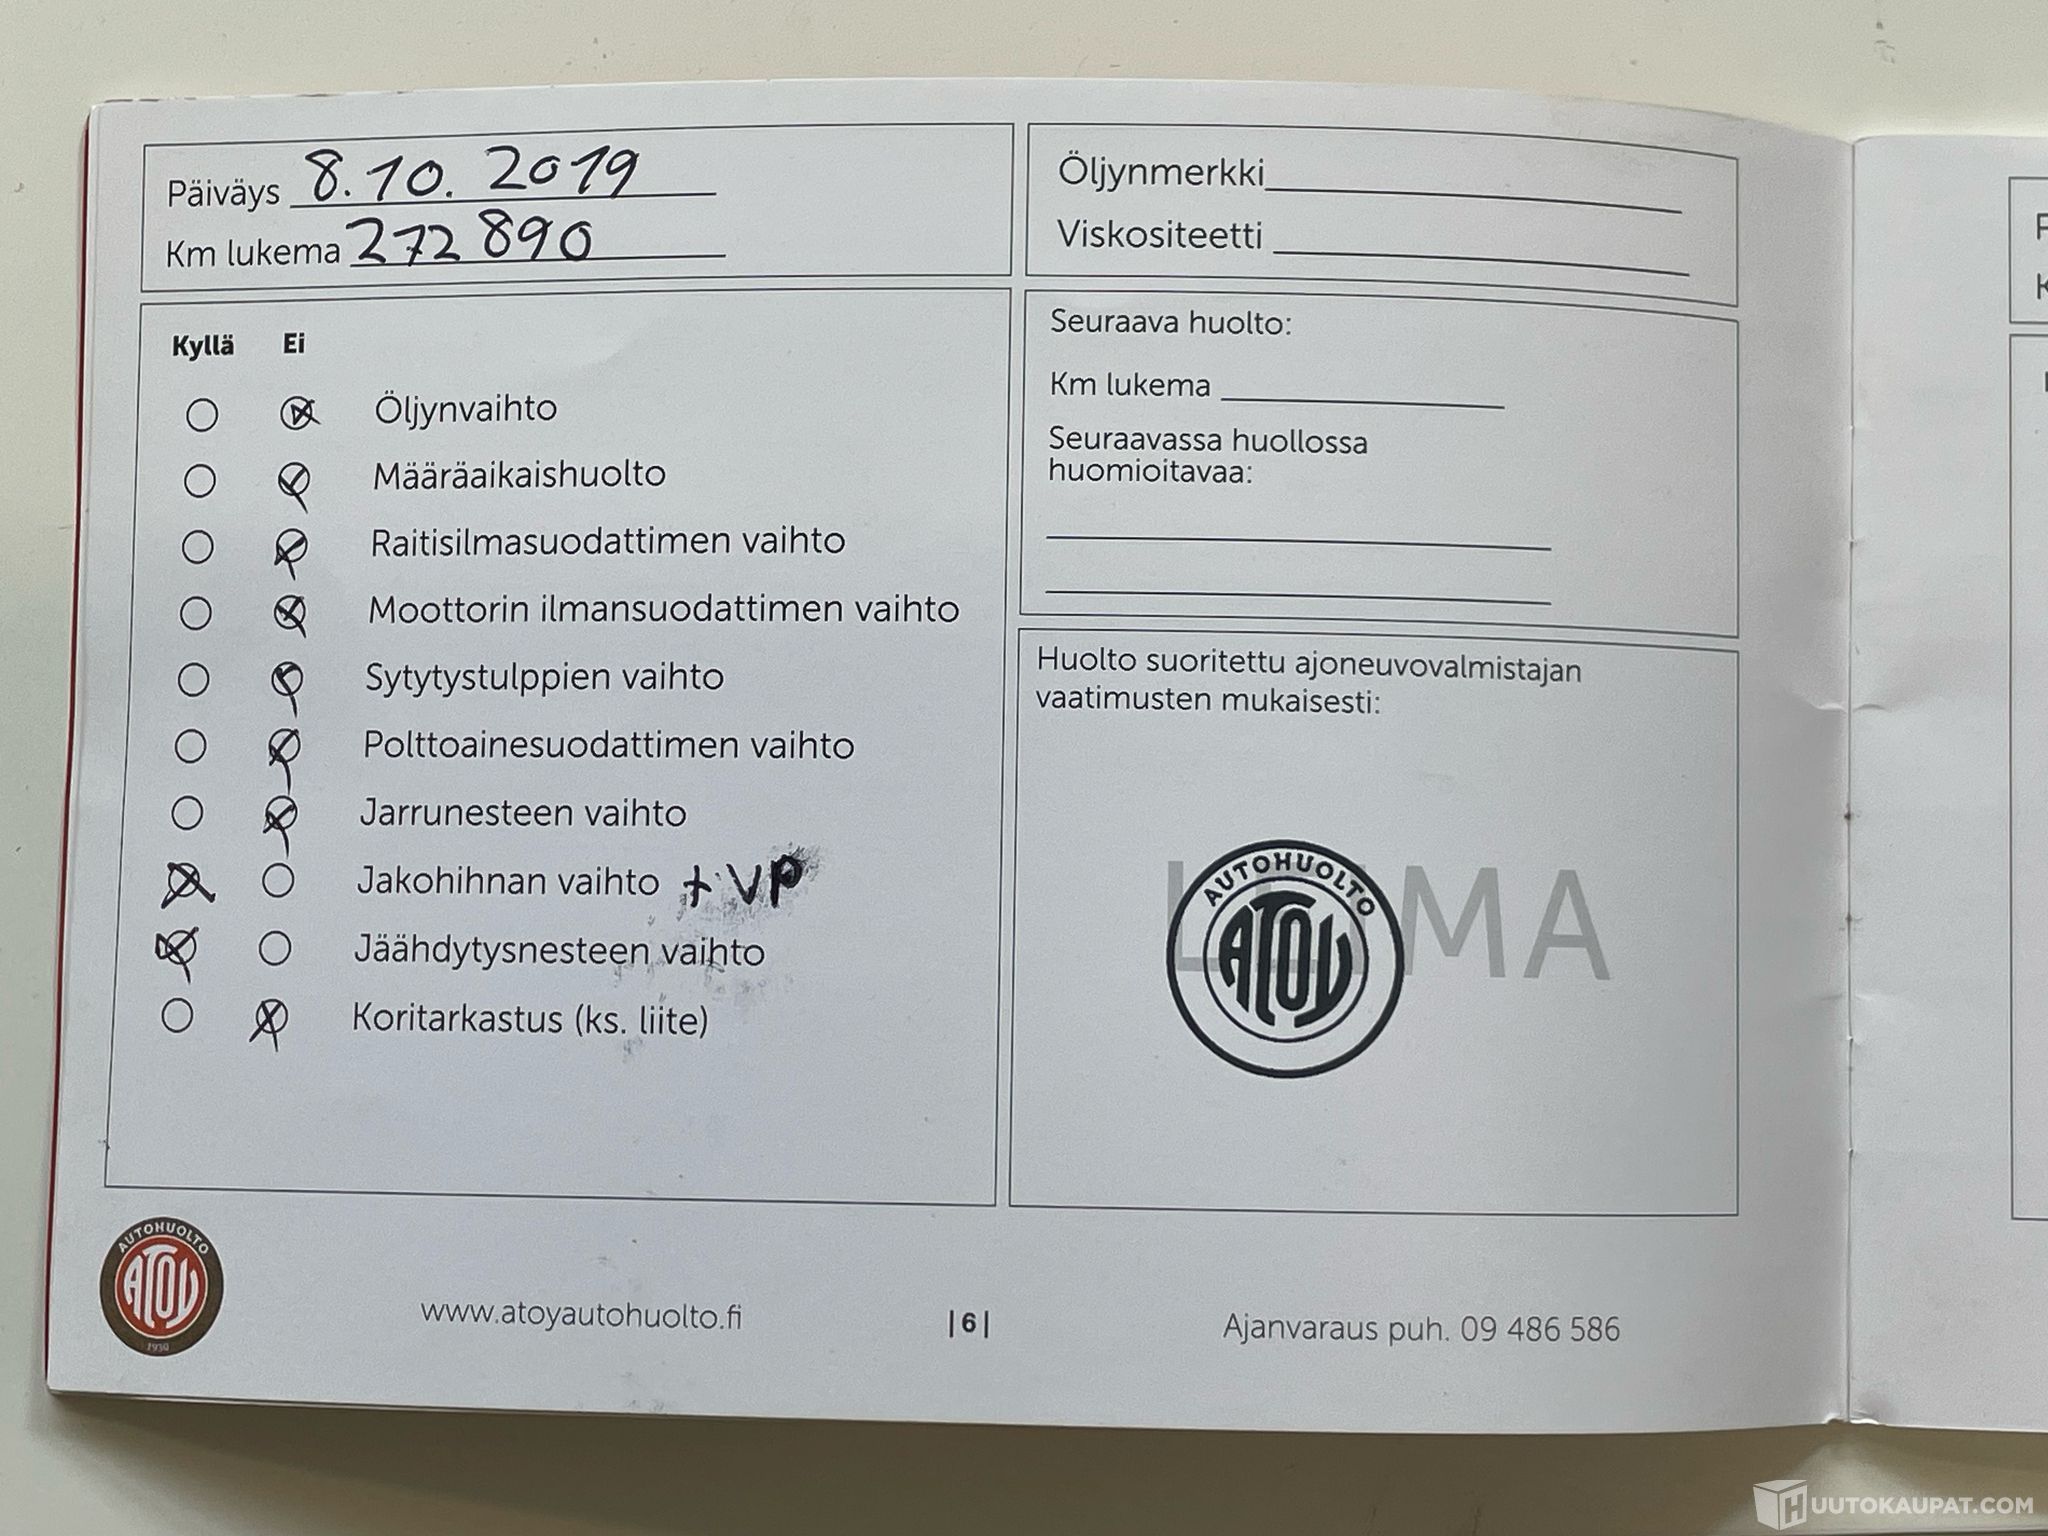 Päiväys 8.10. 2019
Km lukema 272 890
Öljynmerkki
Viskositeetti
Kyllä Ei
Öljynvaihto
Määräaikaishuolto
Raitisilmasuodattimen vaihto
Moottorin ilmansuodattimen vaihto
Sytytystulppien vaihto
Polttoainesuodattimen vaihto
Jarrunesteen vaihto
Jakohihnan vaihto + VP
Jäähdytysnesteen vaihto
Koritarkastus (ks. liite)
Seuraava huolto:
Km lukema
Seuraavassa huollossa
huomioitavaa:
Huolto suoritettu ajoneuvovalmistajan
vaatimusten mukaisesti:
AUTOHUOLTO
ATOY
AUTOHUOLTO
ATOY
1930
www.atoyautohuolto.fi
|6|
Ajanvaraus puh. 09 486 586
HUUTOKAUPAT.COM